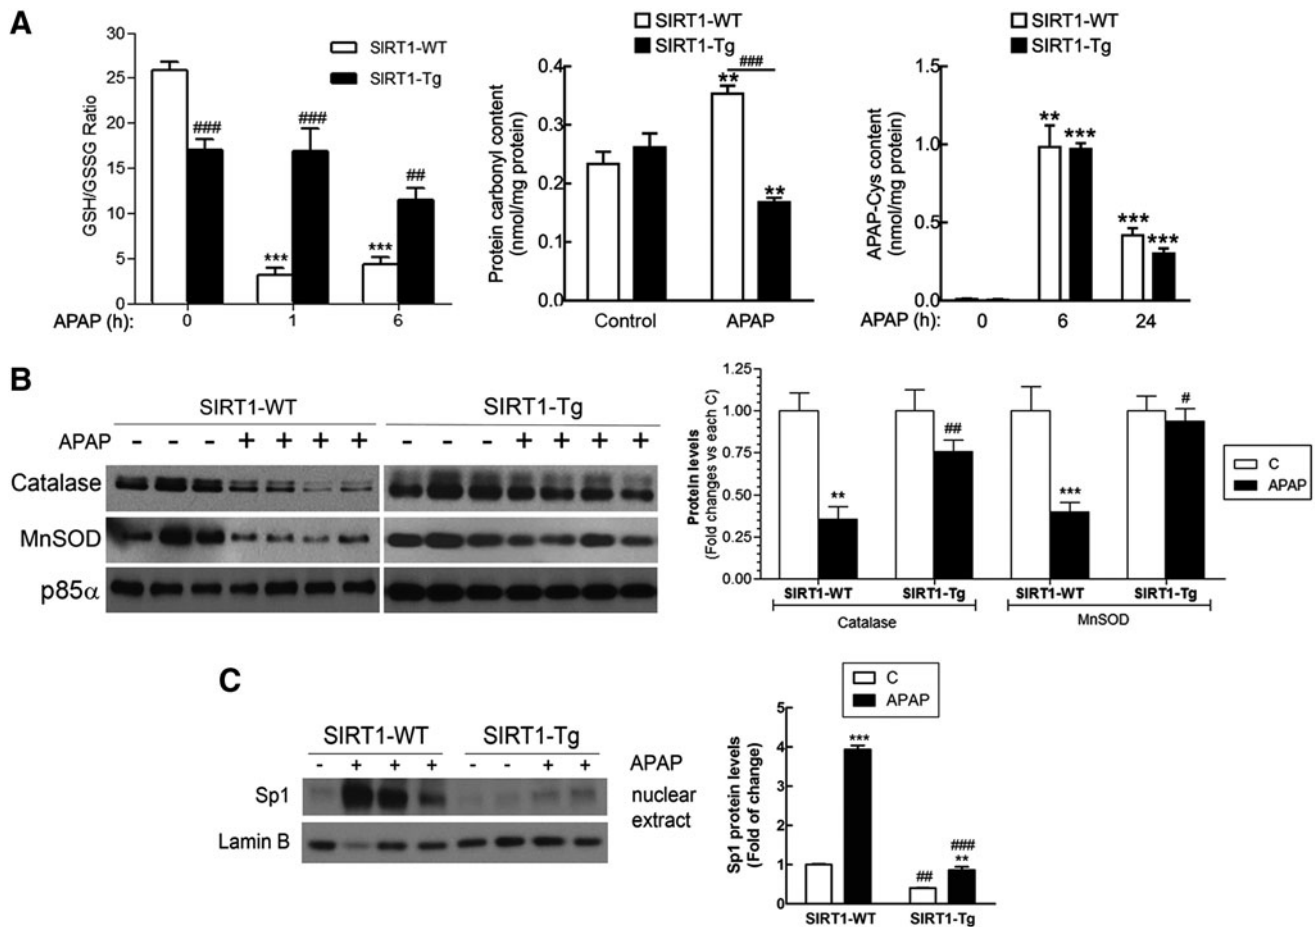 A
SIRT1-WT
SIRT1-Tg
GSH/GSSG Ratio
30
25
20
15
10
5
0
###
***
###
***
##
APAP (h): 0 1 6
SIRT1-WT
SIRT1-Tg
Protein carbonyl content
(nmol/mg protein)
0.4
0.3
0.2
0.1
0.0
###
**
**
Control APAP
SIRT1-WT
SIRT1-Tg
APAP-Cys content
(nmol/mg protein)
1.5
1.0
0.5
0.0
** ***
***
***
APAP (h): 0 6 24
B
SIRT1-WT SIRT1-Tg
APAP - - - + + + + - - - + + + +
Catalase
MnSOD
p85α
Protein levels
(Fold changes vs each C)
1.25
1.00
0.75
0.50
0.25
0.00
**
##
***
#
C
APAP
SIRT1-WT SIRT1-Tg SIRT1-WT SIRT1-Tg
Catalase MnSOD
C
SIRT1-WT SIRT1-Tg
- + + + - - + + APAP
Sp1
nuclear
extract
Lamin B
C
APAP
Sp1 protein levels
(Fold of change)
5
4
3
2
1
0
***
##
###
**
SIRT1-WT SIRT1-Tg